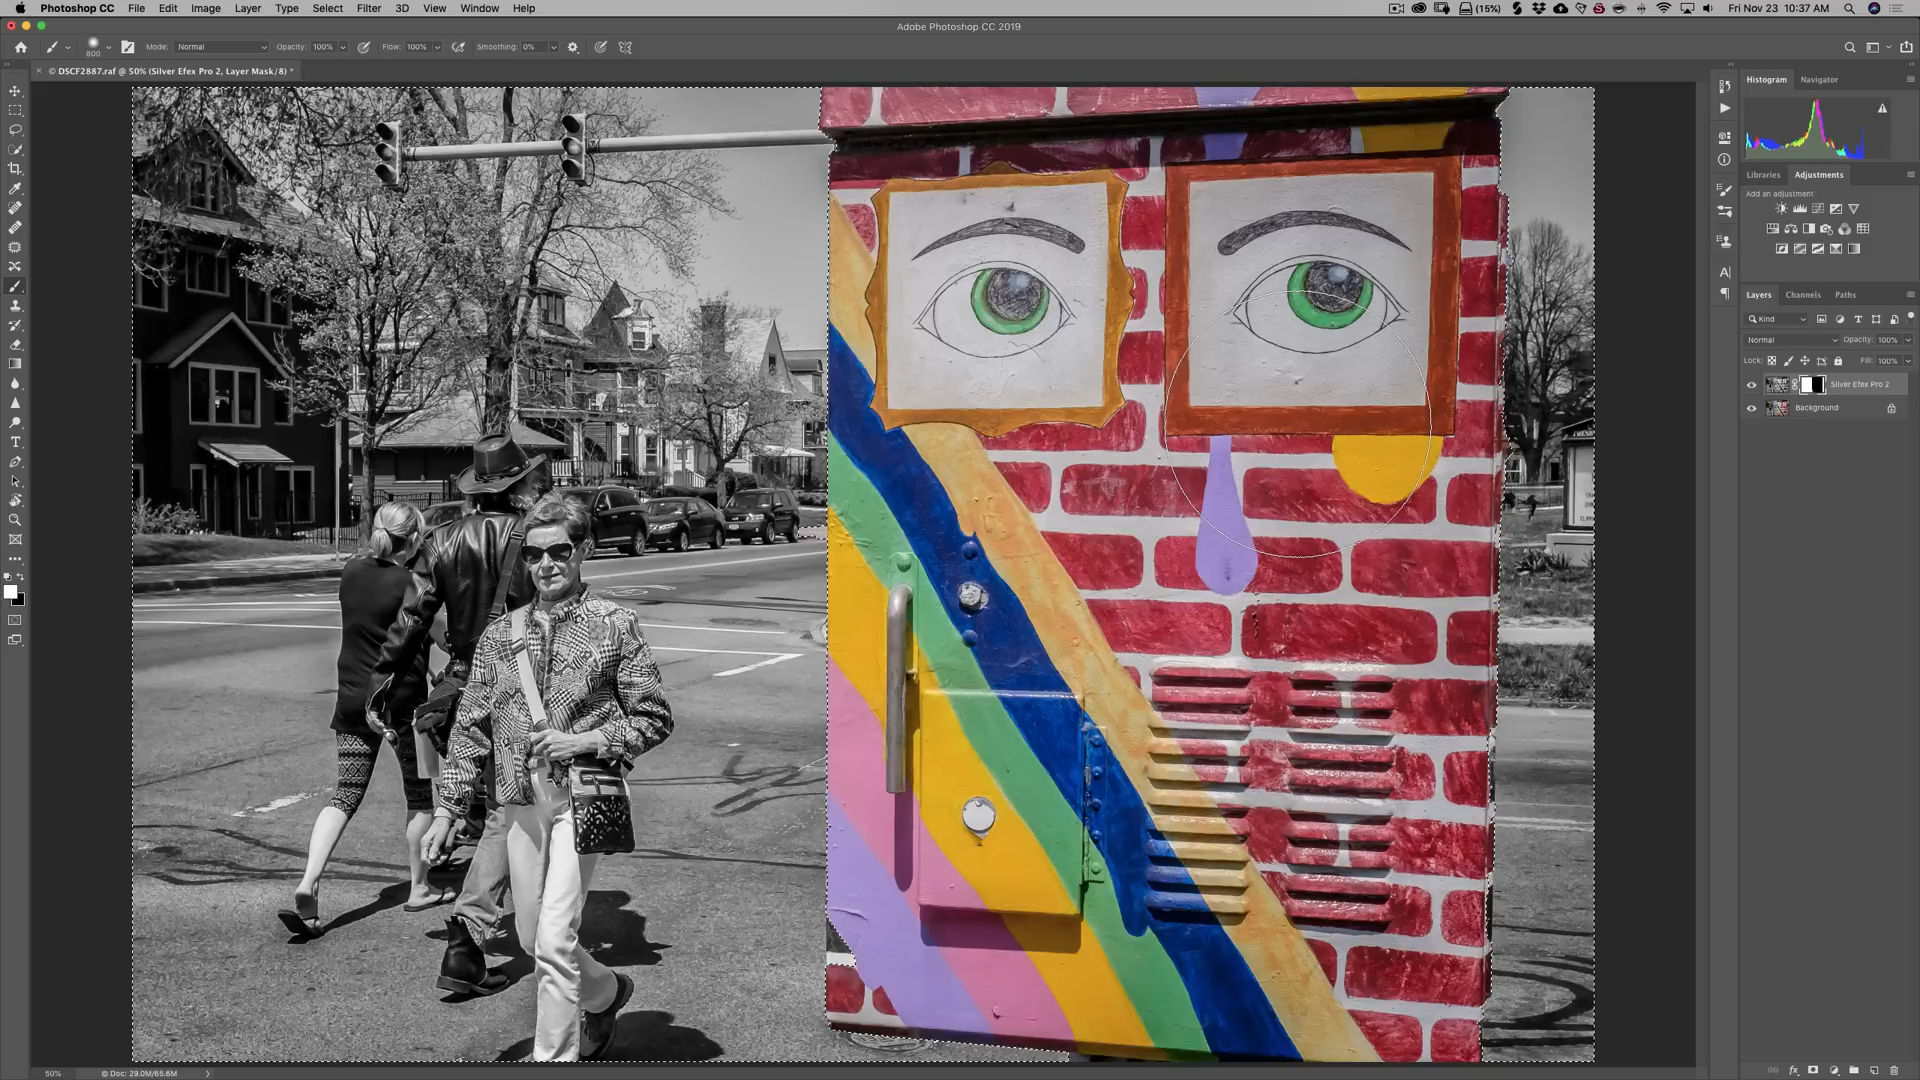 Photoshop CC File Edit Image Layer Type Select Filter 3D View Window Help (15%) Fri Nov 23 10:37 AM
Adobe Photoshop CC 2019
800 Mode: Normal Opacity: 100% Flow: 100% Smoothing: 0%
× © DSCF2887.raf @ 50% (Silver Efex Pro 2, Layer Mask/8) *
Histogram Navigator
Libraries Adjustments
Add an adjustment
Layers Channels Paths
Kind
Normal Opacity: 100%
Lock: Fill: 100%
Silver Efex Pro 2
Background
50% © Doc: 29.0M/65.6M